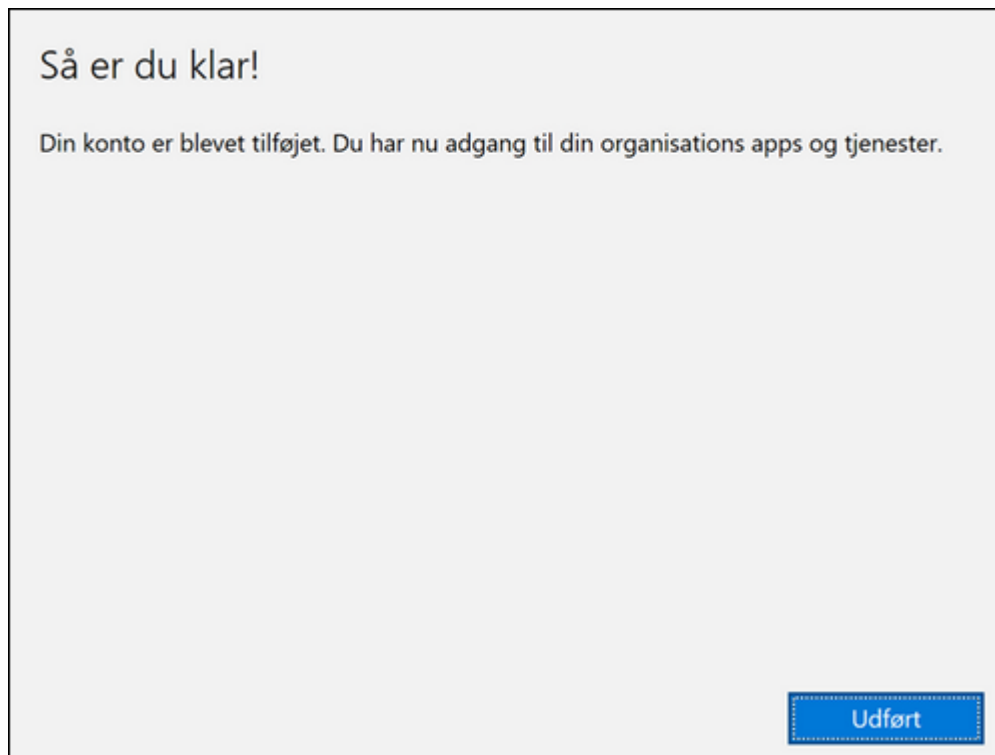 Så er du klar!
Din konto er blevet tilføjet. Du har nu adgang til din organisations apps og tjenester.
Udført